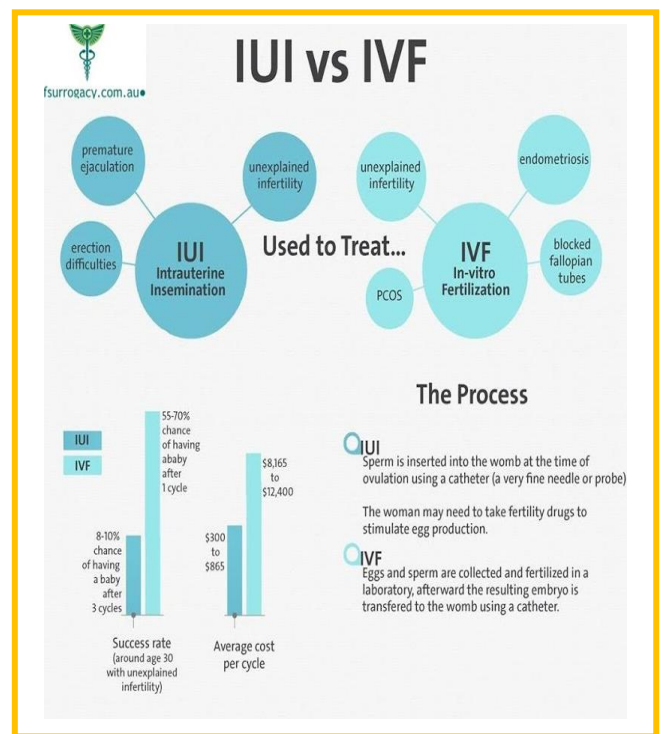 fsurrogacy.com.au
IUI vs IVF
premature
ejaculation
unexplained
infertility
erection
difficulties
IUI
Intrauterine
Insemination
Used to Treat...
unexplained
infertility
endometriosis
IVF
In-vitro
Fertilization
PCOS
blocked
fallopian
tubes
IUI
IVF
8-10%
chance
of having
a baby
after
3 cycles
55-70%
chance
of having
ababy
after
1 cycle
Success rate
(around age 30
with unexplained
infertility)
$300
to
$865
$8,165
to
$12,400
Average cost
per cycle
The Process
IUI
Sperm is inserted into the womb at the time of
ovulation using a catheter (a very fine needle or probe)
The woman may need to take fertility drugs to
stimulate egg production.
IVF
Eggs and sperm are collected and fertilized in a
laboratory, afterward the resulting embryo is
transfered to the womb using a catheter.